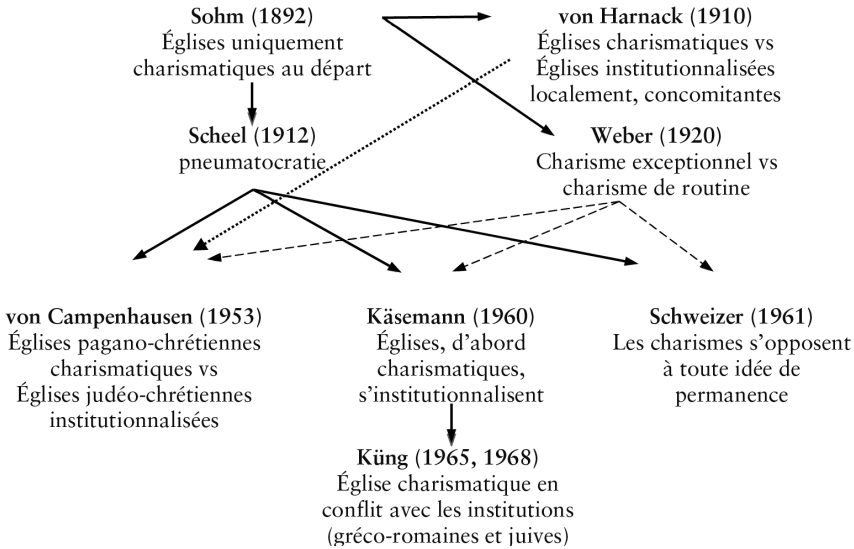 Sohm (1892)
Églises uniquement
charismatiques au départ
von Harnack (1910)
Églises charismatiques vs
Églises institutionnalisées
localement, concomitantes
Scheel (1912)
pneumatocratie
Weber (1920)
Charisme exceptionnel vs
charisme de routine
von Campenhausen (1953)
Églises pagano-chrétiennes
charismatiques vs
Églises judéo-chrétiennes
institutionnalisées
Käsemann (1960)
Églises, d'abord
charismatiques,
s'institutionnalisent
Schweizer (1961)
Les charismes s'opposent
à toute idée de
permanence
Küng (1965, 1968)
Église charismatique en
conflit avec les institutions
(gréco-romaines et juives)